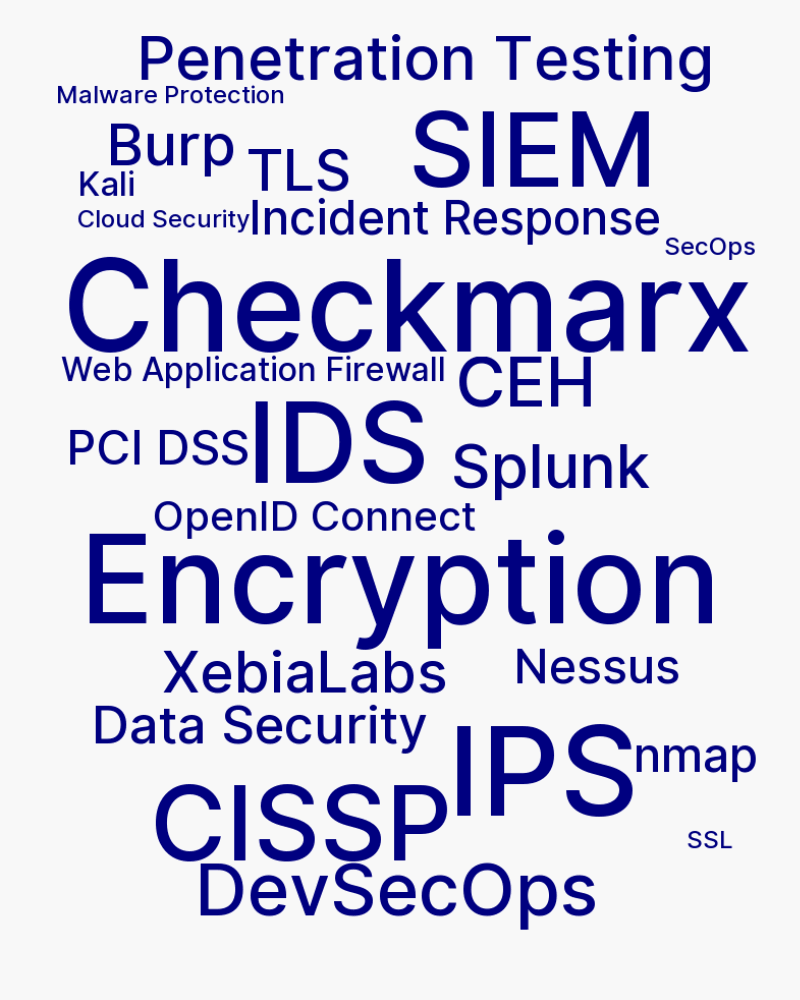 Penetration Testing
Malware Protection
Burp
TLS
SIEM
Kali
Cloud Security
Incident Response
SecOps
Checkmarx
Web Application Firewall
CEH
PCI DSS
IDS
Splunk
OpenID Connect
Encryption
XebiaLabs
Nessus
Data Security
IPS
nmap
CISSP
SSL
DevSecOps